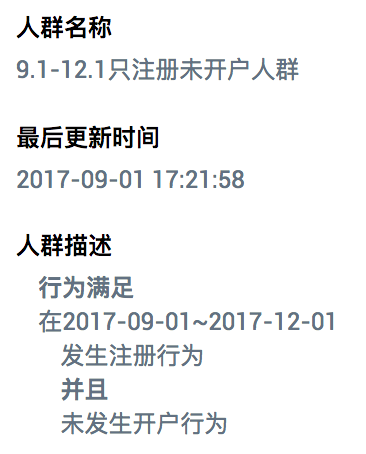 人群名称
9.1-12.1只注册未开户人群
最后更新时间
2017-09-01 17:21:58
人群描述
行为满足
在2017-09-01~2017-12-01
发生注册行为
并且
未发生开户行为